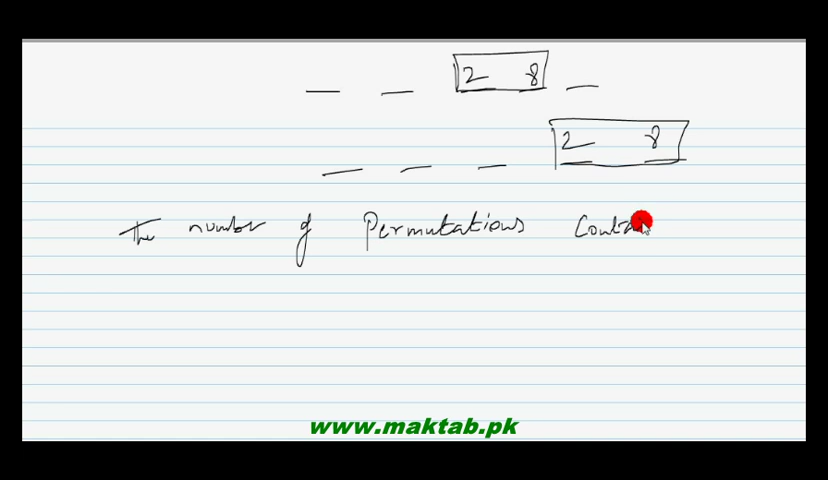 _ _ 2 8 _
_ _ _ 2 8
The number of Permutations
www.maktab.pk